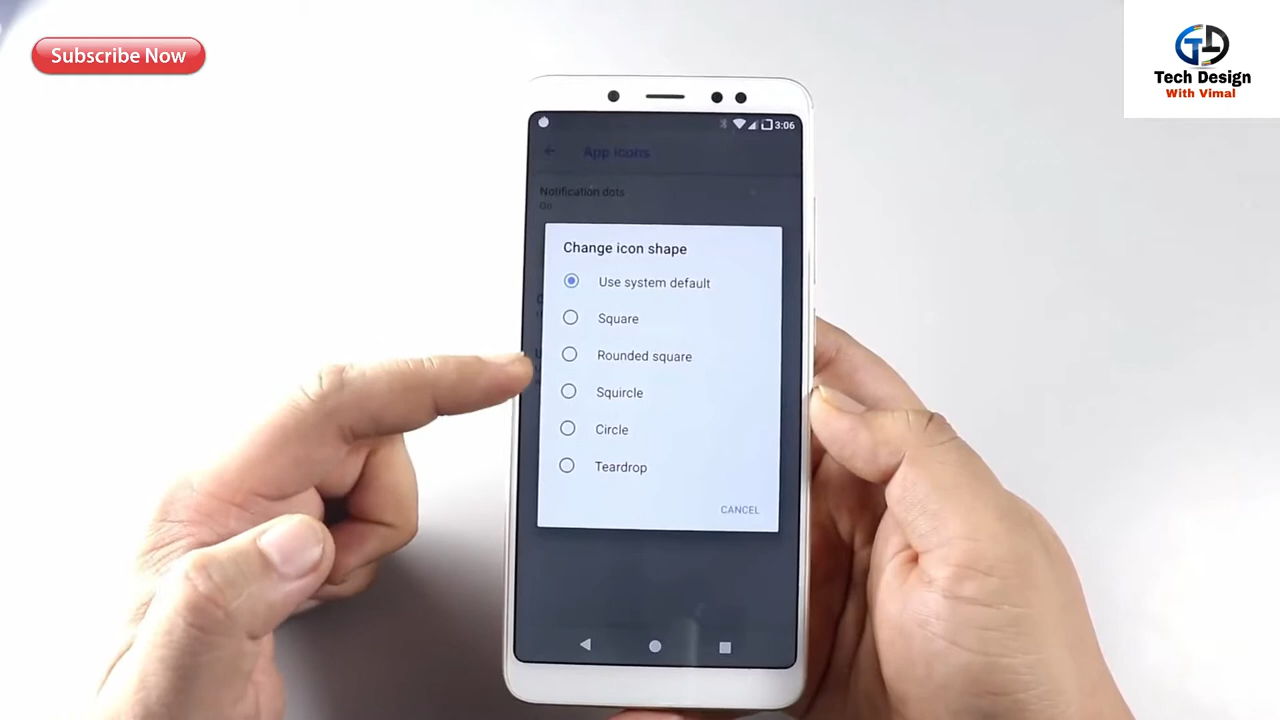 Subscribe Now
Tech Design
With Vimal
3:06
App icons
Notification dots
On
Change icon shape
Use system default
Square
Rounded square
Squircle
Circle
Teardrop
CANCEL